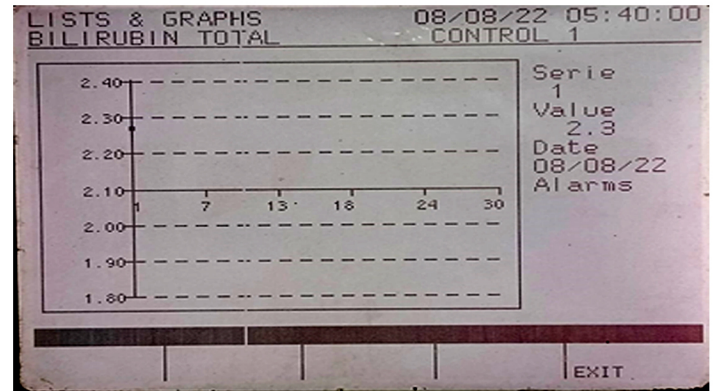 LISTS & GRAPHS 08/08/22 05:40:00
BILIRUBIN TOTAL CONTROL 1
2.40
2.30
2.20
2.10
1 7 13 18 24 30
2.00
1.90
1.80
Serie
1
Value
2.3
Date
08/08/22
Alarms
EXIT